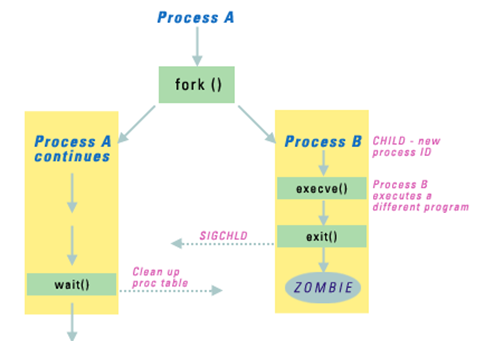 Process A
fork ()
Process A
continues
Process B
CHILD - new
process ID
execve()
Process B
executes a
different program
SIGCHLD
exit()
Clean up
proc table
wait()
ZOMBIE